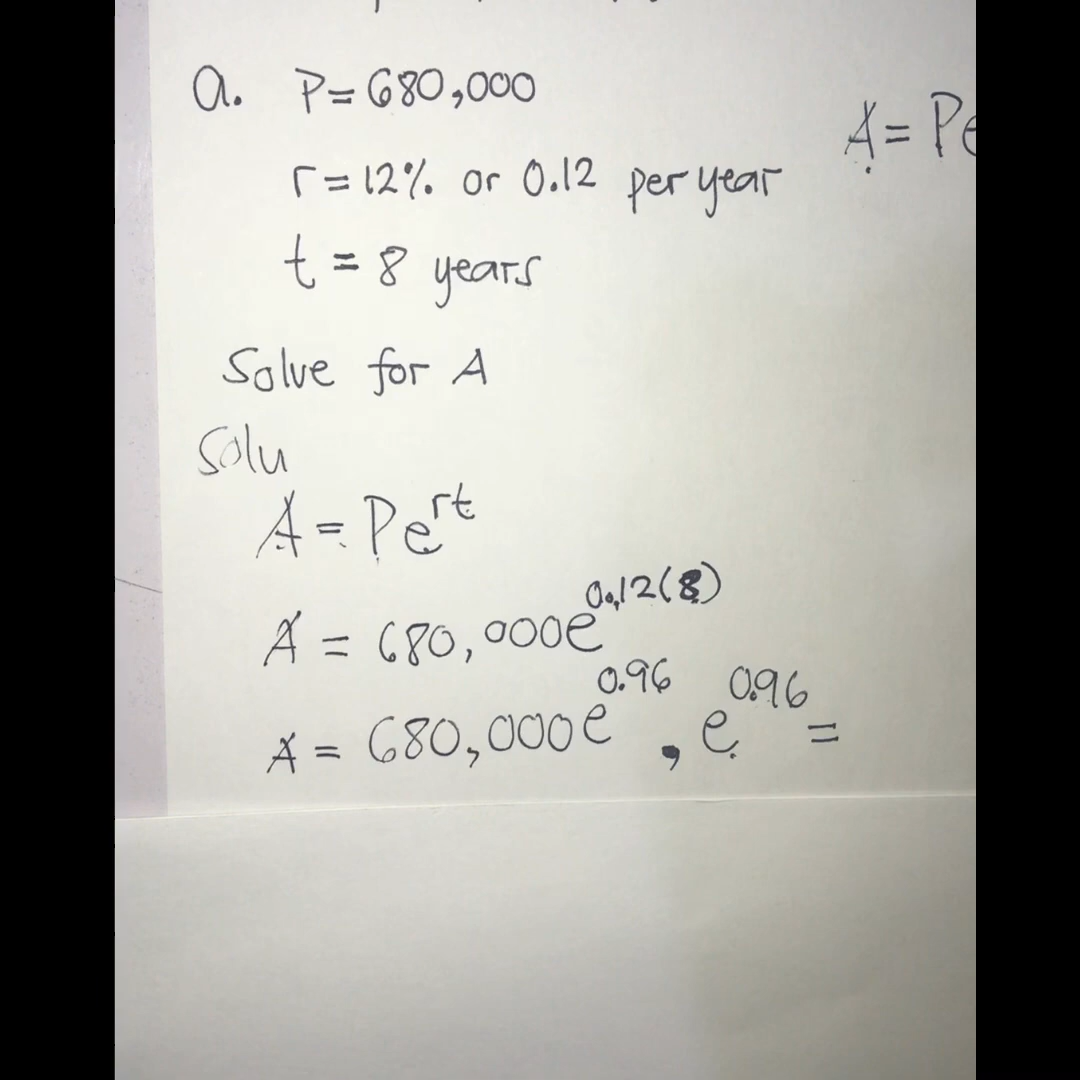 a. P = 680,000
A = Pe
r = 12% or 0.12 per year
t = 8 years
Solve for A
Solu
A = Pe^rt
A = 680,000e^0.12(8)
A = 680,000e^0.96 , e^0.96 =